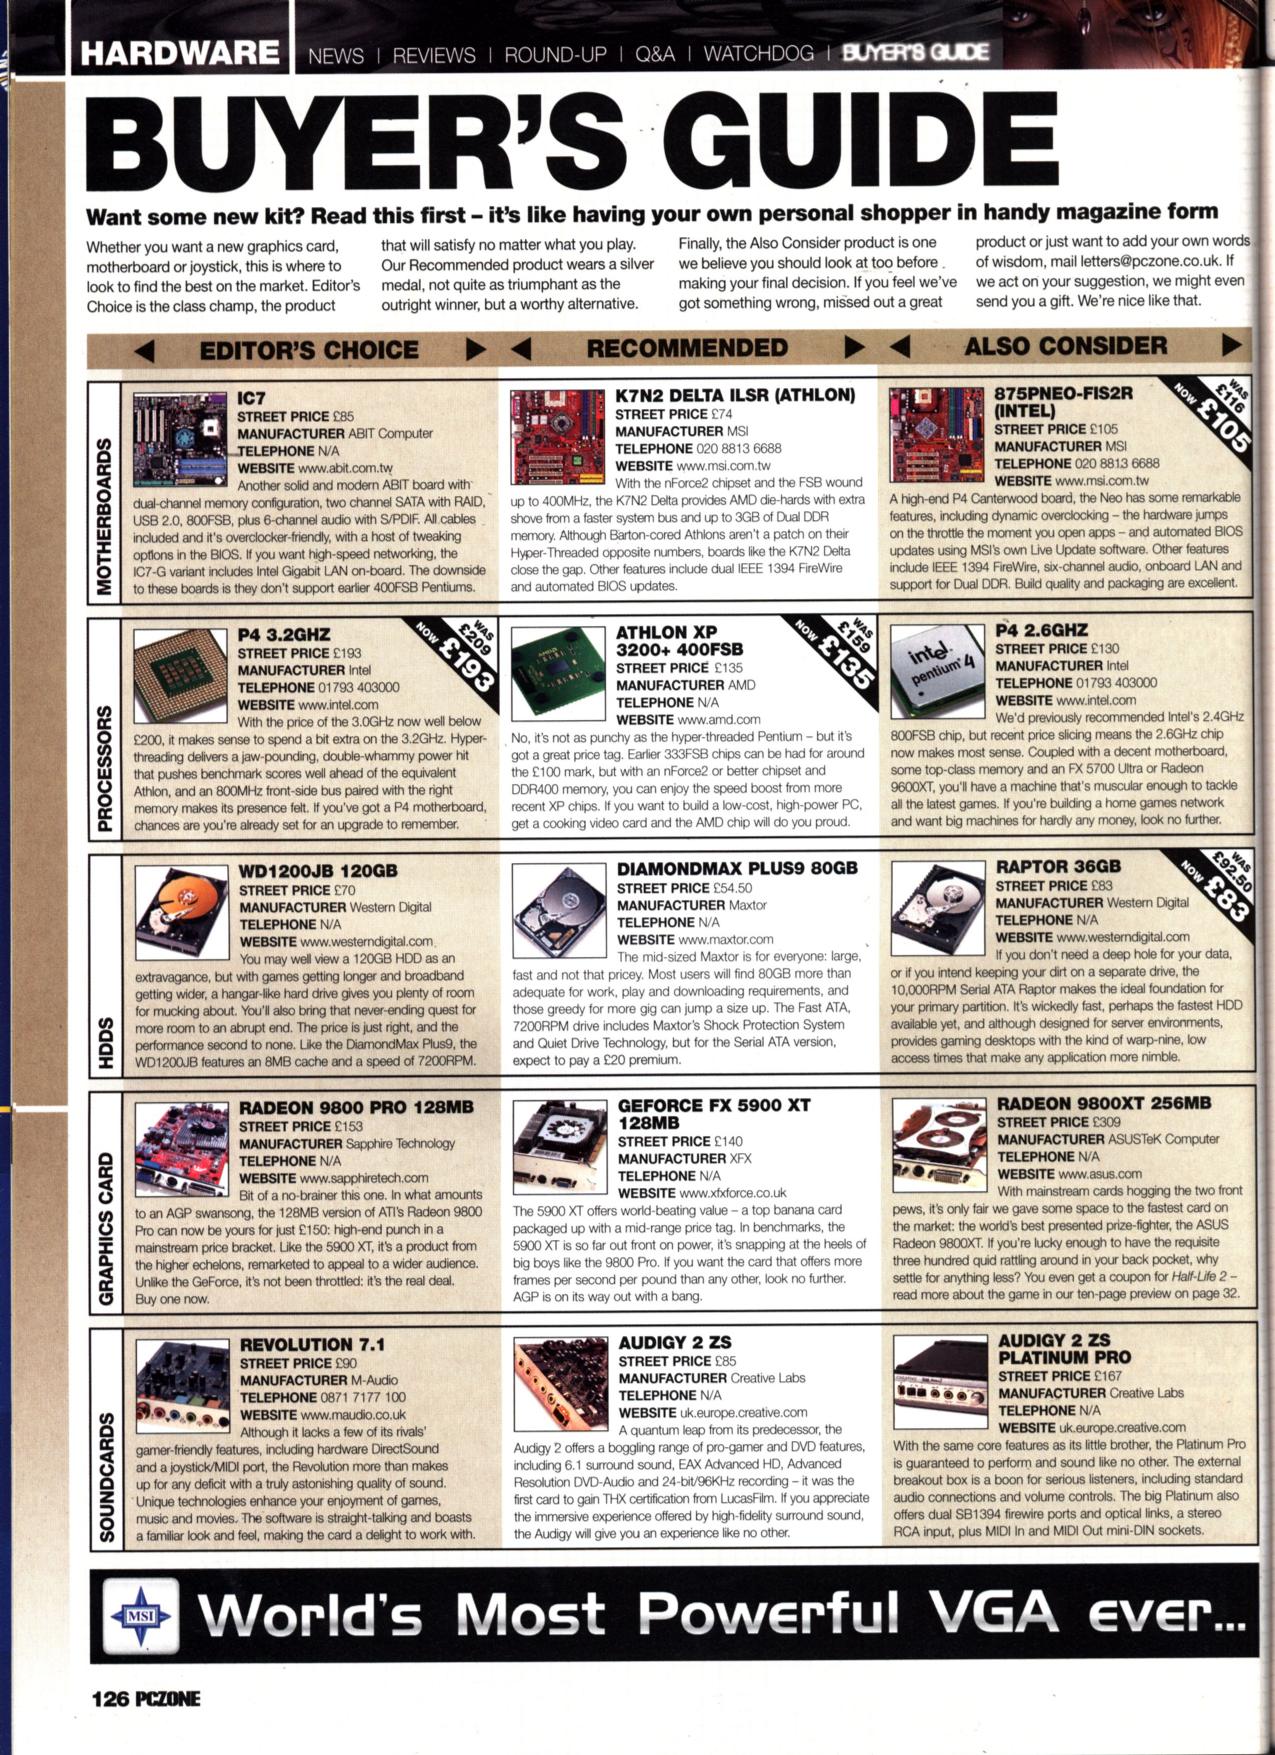 HARDWARE NEWS | REVIEWS | ROUND-UP | Q&A | WATCHDOG | BUYER'S GUIDE
BUYER'S GUIDE
Want some new kit? Read this first – it's like having your own personal shopper in handy magazine form
Whether you want a new graphics card,
motherboard or joystick, this is where to
look to find the best on the market. Editor's
Choice is the class champ, the product
that will satisfy no matter what you play.
Our Recommended product wears a silver
medal, not quite as triumphant as the
outright winner, but a worthy alternative.
Finally, the Also Consider product is one
we believe you should look at too before
making your final decision. If you feel we've
got something wrong, missed out a great
product or just want to add your own words
of wisdom, mail letters@pczone.co.uk. If
we act on your suggestion, we might even
send you a gift. We're nice like that.
EDITOR'S CHOICE
RECOMMENDED
ALSO CONSIDER
MOTHERBOARDS
IC7
STREET PRICE £85
MANUFACTURER ABIT Computer
TELEPHONE N/A
WEBSITE www.abit.com.tw
Another solid and modern ABIT board with
dual-channel memory configuration, two channel SATA with RAID,
USB 2.0, 800FSB, plus 6-channel audio with S/PDIF. All cables
included and it's overclocker-friendly, with a host of tweaking
options in the BIOS. If you want high-speed networking, the
IC7-G variant includes Intel Gigabit LAN on-board. The downside
to these boards is they don't support earlier 400FSB Pentiums.
K7N2 DELTA ILSR (ATHLON)
STREET PRICE £74
MANUFACTURER MSI
TELEPHONE 020 8813 6688
WEBSITE www.msi.com.tw
With the nForce2 chipset and the FSB wound
up to 400MHz, the K7N2 Delta provides AMD die-hards with extra
shove from a faster system bus and up to 3GB of Dual DDR
memory. Although Barton-cored Athlons aren't a patch on their
Hyper-Threaded opposite numbers, boards like the K7N2 Delta
close the gap. Other features include dual IEEE 1394 FireWire
and automated BIOS updates.
875PNEO-FIS2R
(INTEL)
STREET PRICE £105
MANUFACTURER MSI
TELEPHONE 020 8813 6688
WEBSITE www.msi.com.tw
WAS
£116
NOW £105
A high-end P4 Canterwood board, the Neo has some remarkable
features, including dynamic overclocking – the hardware jumps
on the throttle the moment you open apps – and automated BIOS
updates using MSI's own Live Update software. Other features
include IEEE 1394 FireWire, six-channel audio, onboard LAN and
support for Dual DDR. Build quality and packaging are excellent.
PROCESSORS
P4 3.2GHZ
STREET PRICE £193
MANUFACTURER Intel
TELEPHONE 01793 403000
WEBSITE www.intel.com
WAS
£209
NOW £193
With the price of the 3.0GHz now well below
£200, it makes sense to spend a bit extra on the 3.2GHz. Hyper-
threading delivers a jaw-pounding, double-whammy power hit
that pushes benchmark scores well ahead of the equivalent
Athlon, and an 800MHz front-side bus paired with the right
memory makes its presence felt. If you've got a P4 motherboard,
chances are you're already set for an upgrade to remember.
ATHLON XP
3200+ 400FSB
STREET PRICE £135
MANUFACTURER AMD
TELEPHONE N/A
WEBSITE www.amd.com
WAS
£159
NOW £135
No, it's not as punchy as the hyper-threaded Pentium – but it's
got a great price tag. Earlier 333FSB chips can be had for around
the £100 mark, but with an nForce2 or better chipset and
DDR400 memory, you can enjoy the speed boost from more
recent XP chips. If you want to build a low-cost, high-power PC,
get a cooking video card and the AMD chip will do you proud.
intel
pentium 4
P4 2.6GHZ
STREET PRICE £130
MANUFACTURER Intel
TELEPHONE 01793 403000
WEBSITE www.intel.com
We'd previously recommended Intel's 2.4GHz
800FSB chip, but recent price slicing means the 2.6GHz chip
now makes most sense. Coupled with a decent motherboard,
some top-class memory and an FX 5700 Ultra or Radeon
9600XT, you'll have a machine that's muscular enough to tackle
all the latest games. If you're building a home games network
and want big machines for hardly any money, look no further.
HDDS
WD1200JB 120GB
STREET PRICE £70
MANUFACTURER Western Digital
TELEPHONE N/A
WEBSITE www.westerndigital.com
You may well view a 120GB HDD as an
extravagance, but with games getting longer and broadband
getting wider, a hangar-like hard drive gives you plenty of room
for mucking about. You'll also bring that never-ending quest for
more room to an abrupt end. The price is just right, and the
performance second to none. Like the DiamondMax Plus9, the
WD1200JB features an 8MB cache and a speed of 7200RPM.
DIAMONDMAX PLUS9 80GB
STREET PRICE £54.50
MANUFACTURER Maxtor
TELEPHONE N/A
WEBSITE www.maxtor.com
The mid-sized Maxtor is for everyone: large,
fast and not that pricey. Most users will find 80GB more than
adequate for work, play and downloading requirements, and
those greedy for more gig can jump a size up. The Fast ATA,
7200RPM drive includes Maxtor's Shock Protection System
and Quiet Drive Technology, but for the Serial ATA version,
expect to pay a £20 premium.
RAPTOR 36GB
STREET PRICE £83
MANUFACTURER Western Digital
TELEPHONE N/A
WEBSITE www.westerndigital.com
WAS
£92.50
NOW £83
If you don't need a deep hole for your data,
or if you intend keeping your dirt on a separate drive, the
10,000RPM Serial ATA Raptor makes the ideal foundation for
your primary partition. It's wickedly fast, perhaps the fastest HDD
available yet, and although designed for server environments,
provides gaming desktops with the kind of warp-nine, low
access times that make any application more nimble.
GRAPHICS CARD
RADEON 9800 PRO 128MB
STREET PRICE £153
MANUFACTURER Sapphire Technology
TELEPHONE N/A
WEBSITE www.sapphiretech.com
Bit of a no-brainer this one. In what amounts
to an AGP swansong, the 128MB version of ATI's Radeon 9800
Pro can now be yours for just £150: high-end punch in a
mainstream price bracket. Like the 5900 XT, it's a product from
the higher echelons, remarketed to appeal to a wider audience.
Unlike the GeForce, it's not been throttled: it's the real deal.
Buy one now.
GEFORCE FX 5900 XT
128MB
STREET PRICE £140
MANUFACTURER XFX
TELEPHONE N/A
WEBSITE www.xfxforce.co.uk
The 5900 XT offers world-beating value – a top banana card
packaged up with a mid-range price tag. In benchmarks, the
5900 XT is so far out front on power, it's snapping at the heels of
big boys like the 9800 Pro. If you want the card that offers more
frames per second per pound than any other, look no further.
AGP is on its way out with a bang.
RADEON 9800XT 256MB
STREET PRICE £309
MANUFACTURER ASUSTeK Computer
TELEPHONE N/A
WEBSITE www.asus.com
With mainstream cards hogging the two front
pews, it's only fair we gave some space to the fastest card on
the market: the world's best presented prize-fighter, the ASUS
Radeon 9800XT. If you're lucky enough to have the requisite
three hundred quid rattling around in your back pocket, why
settle for anything less? You even get a coupon for Half-Life 2 –
read more about the game in our ten-page preview on page 32.
SOUNDCARDS
REVOLUTION 7.1
STREET PRICE £90
MANUFACTURER M-Audio
TELEPHONE 0871 7177 100
WEBSITE www.maudio.co.uk
Although it lacks a few of its rivals'
gamer-friendly features, including hardware DirectSound
and a joystick/MIDI port, the Revolution more than makes
up for any deficit with a truly astonishing quality of sound.
Unique technologies enhance your enjoyment of games,
music and movies. The software is straight-talking and boasts
a familiar look and feel, making the card a delight to work with.
AUDIGY 2 ZS
STREET PRICE £85
MANUFACTURER Creative Labs
TELEPHONE N/A
WEBSITE uk.europe.creative.com
A quantum leap from its predecessor, the
Audigy 2 offers a boggling range of pro-gamer and DVD features,
including 6.1 surround sound, EAX Advanced HD, Advanced
Resolution DVD-Audio and 24-bit/96KHz recording – it was the
first card to gain THX certification from LucasFilm. If you appreciate
the immersive experience offered by high-fidelity surround sound,
the Audigy will give you an experience like no other.
AUDIGY 2 ZS
PLATINUM PRO
STREET PRICE £167
MANUFACTURER Creative Labs
TELEPHONE N/A
WEBSITE uk.europe.creative.com
With the same core features as its little brother, the Platinum Pro
is guaranteed to perform and sound like no other. The external
breakout box is a boon for serious listeners, including standard
audio connections and volume controls. The big Platinum also
offers dual SB1394 firewire ports and optical links, a stereo
RCA input, plus MIDI In and MIDI Out mini-DIN sockets.
MSI World's Most Powerful VGA ever...
126 PCZONE